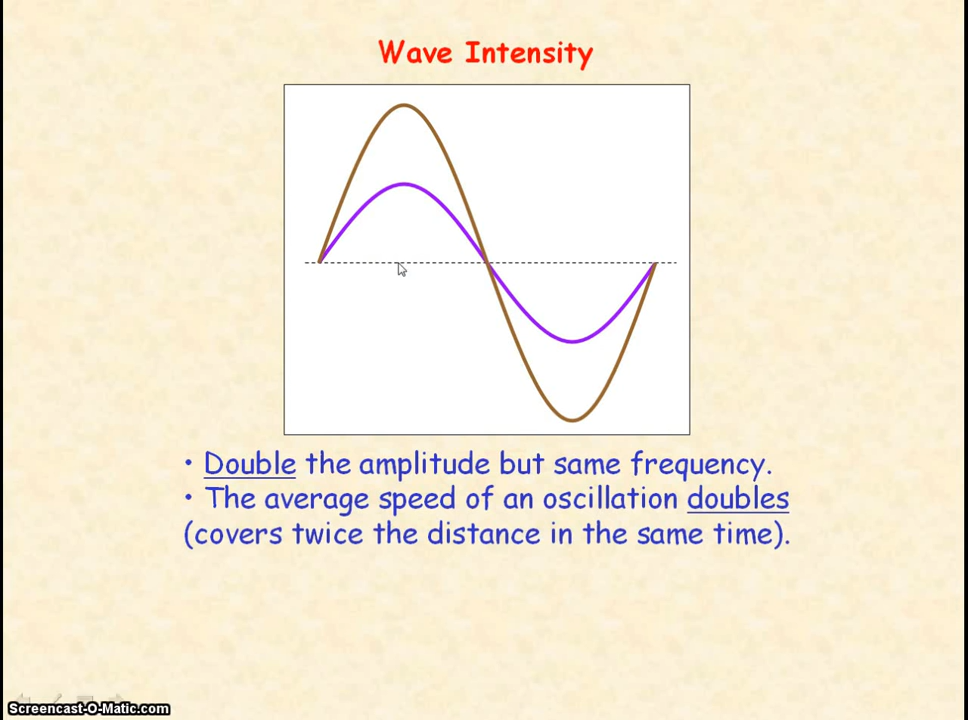 Wave Intensity
• Double the amplitude but same frequency.
• The average speed of an oscillation doubles
(covers twice the distance in the same time).
Screencast-O-Matic.com